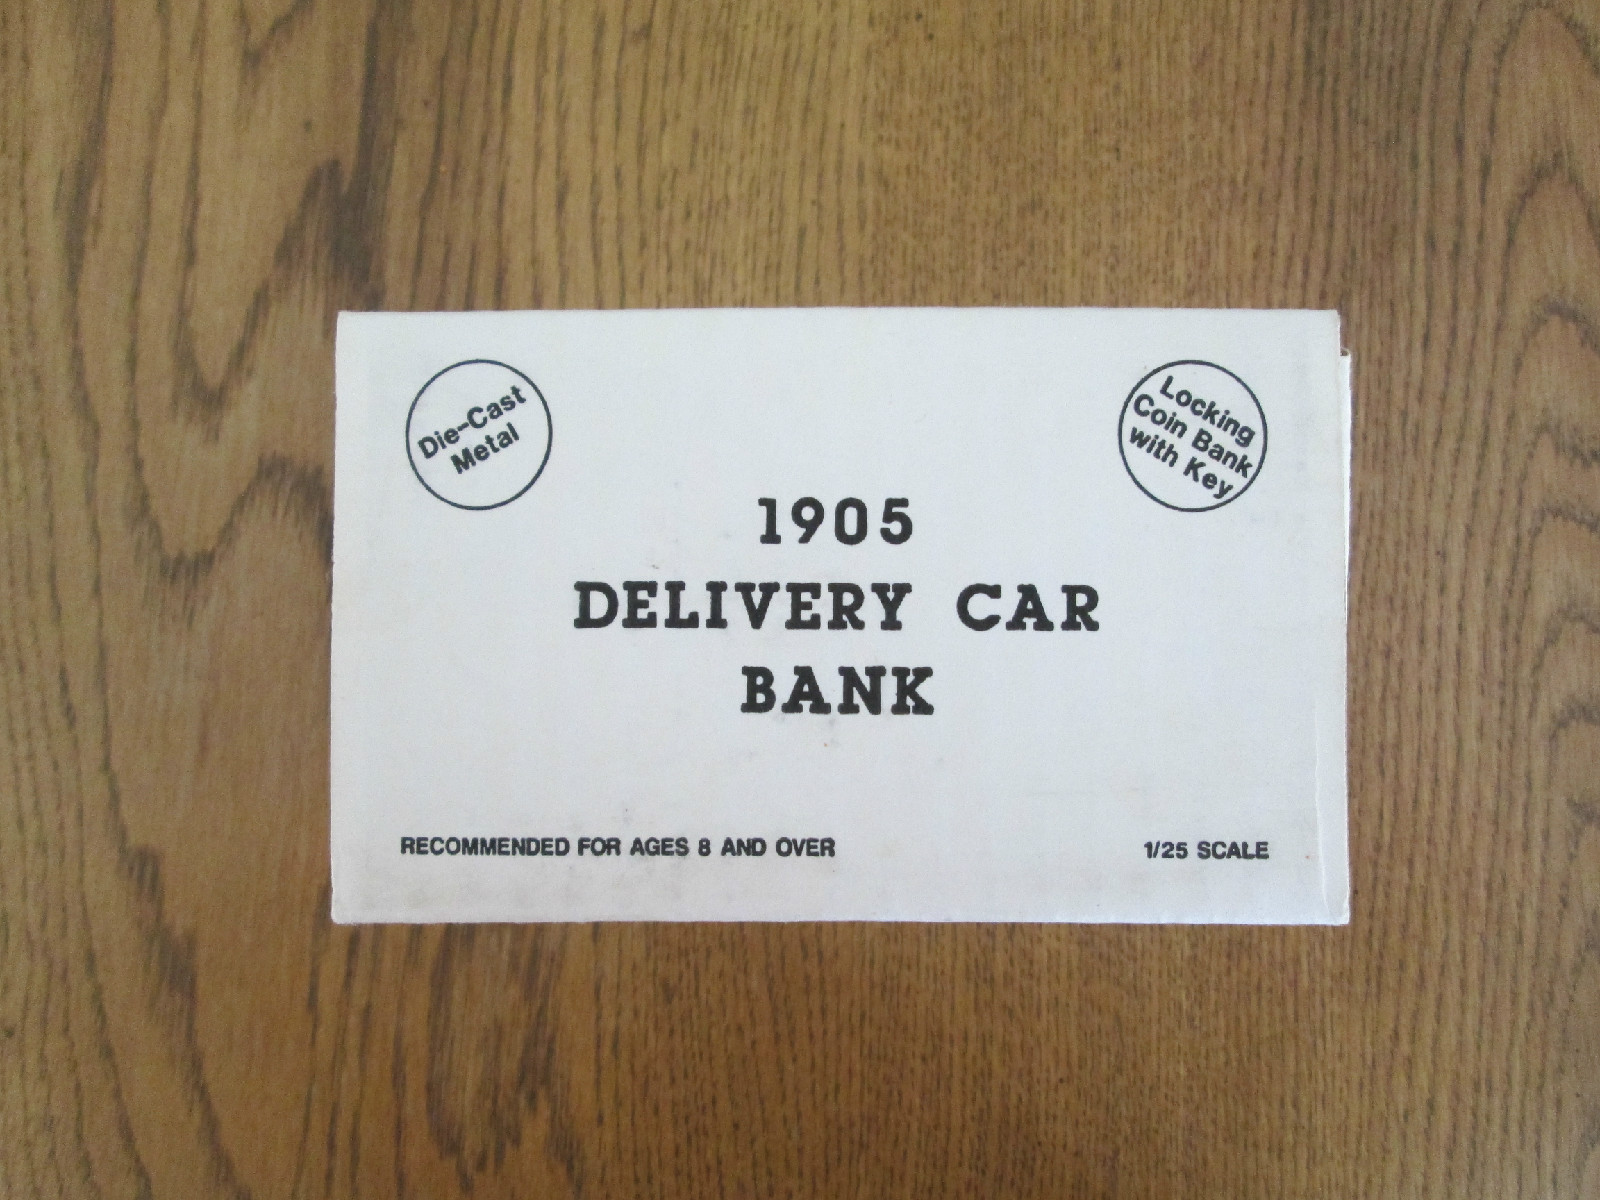 Die-Cast
Metal
Locking
Coin Bank
with Key
1905
DELIVERY CAR
BANK
RECOMMENDED FOR AGES 8 AND OVER
1/25 SCALE